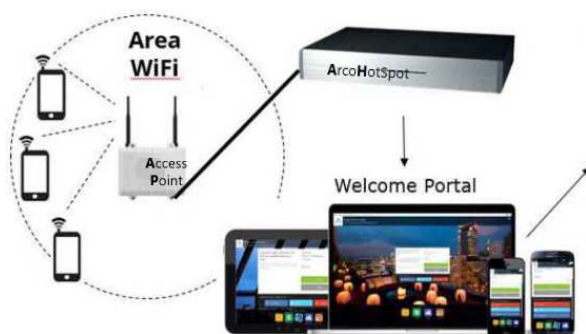 Area
WiFi
ArcoHotSpot
Access
Point
Welcome Portal